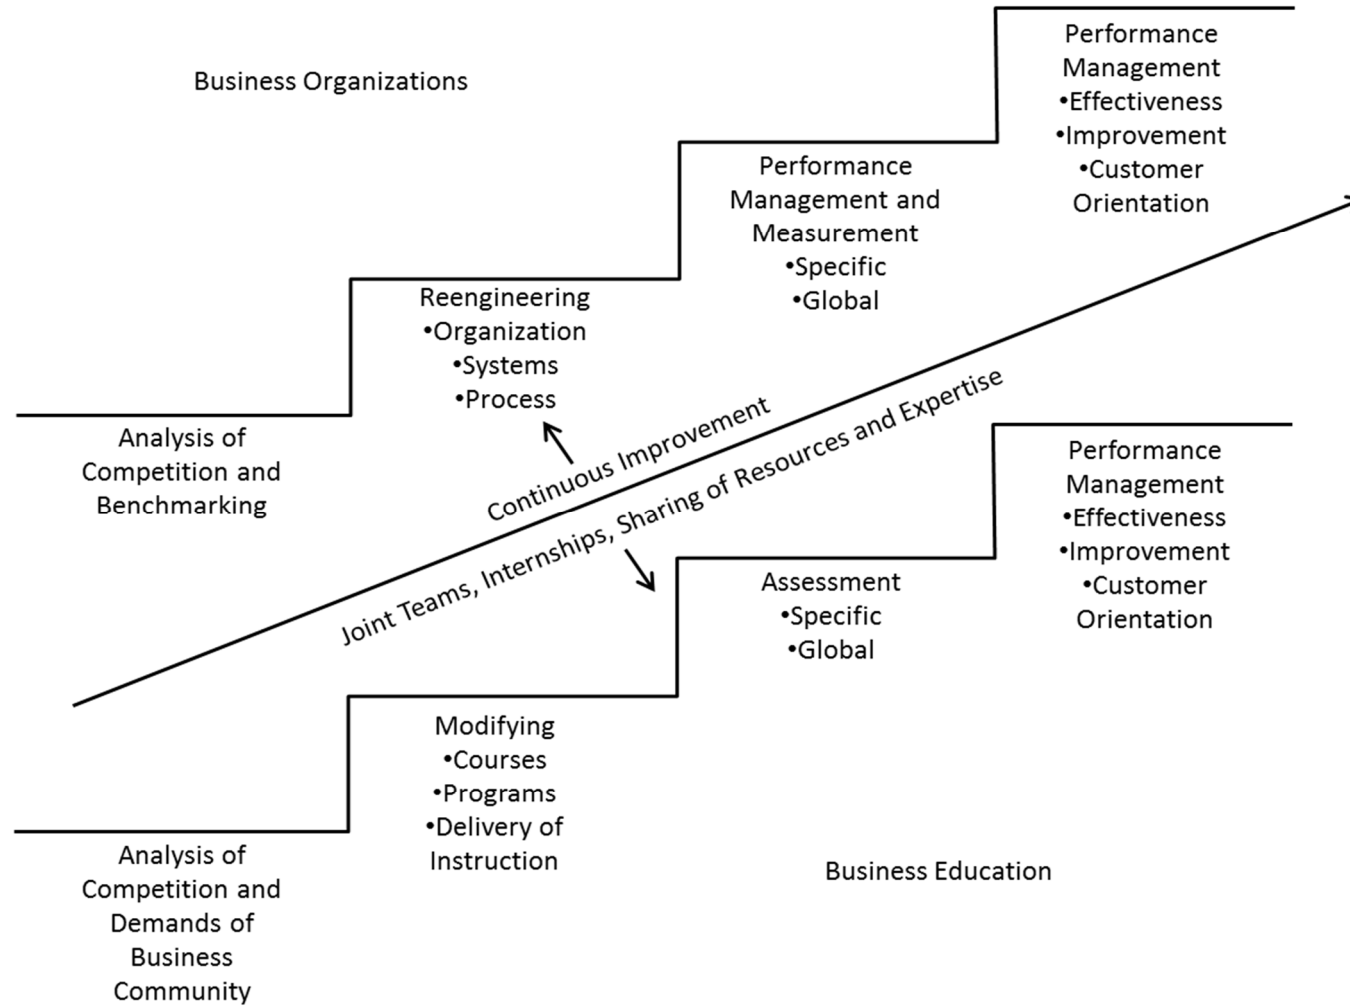 Business Organizations
Performance
Management
•Effectiveness
•Improvement
•Customer
Orientation
Performance
Management and
Measurement
•Specific
•Global
Reengineering
•Organization
•Systems
•Process
Analysis of
Competition and
Benchmarking
Continuous Improvement
Joint Teams, Internships, Sharing of Resources and Expertise
Performance
Management
•Effectiveness
•Improvement
•Customer
Orientation
Assessment
•Specific
•Global
Modifying
•Courses
•Programs
•Delivery of
Instruction
Analysis of
Competition and
Demands of
Business
Community
Business Education